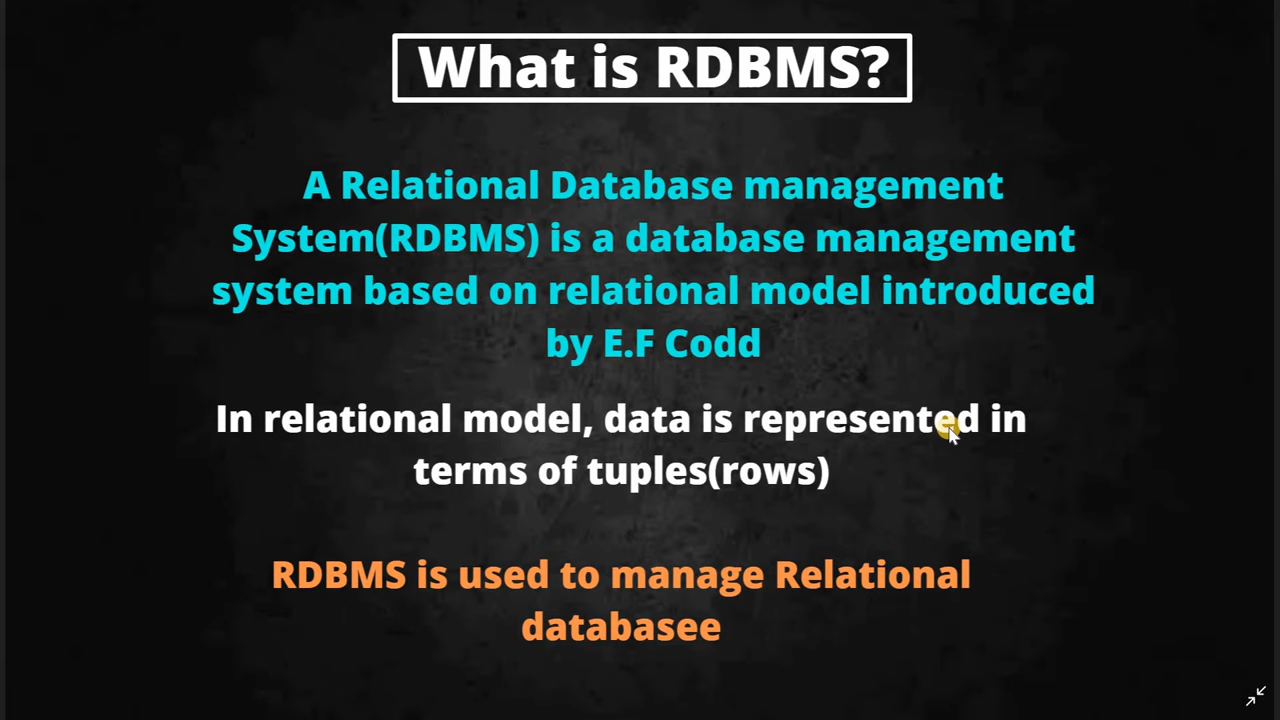 What is RDBMS?
A Relational Database management
System(RDBMS) is a database management
system based on relational model introduced
by E.F Codd
In relational model, data is represented in
terms of tuples(rows)
RDBMS is used to manage Relational
databasee